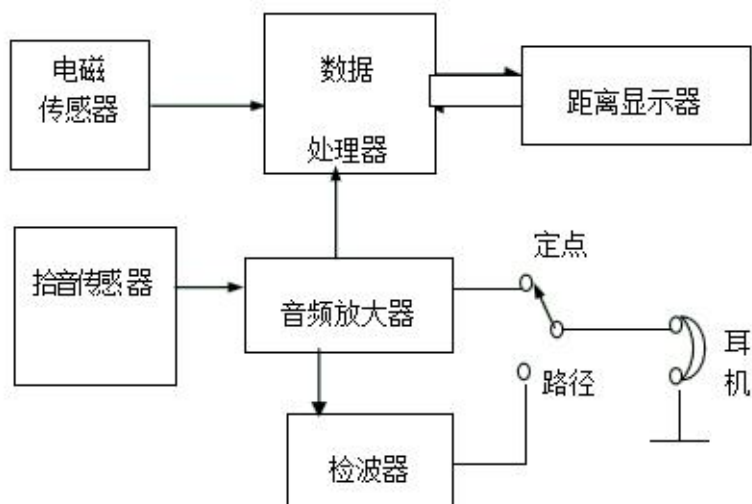 电磁
传感器
数据
处理器
距离显示器
拾音传感器
音频放大器
定点
路径
耳
机
检波器